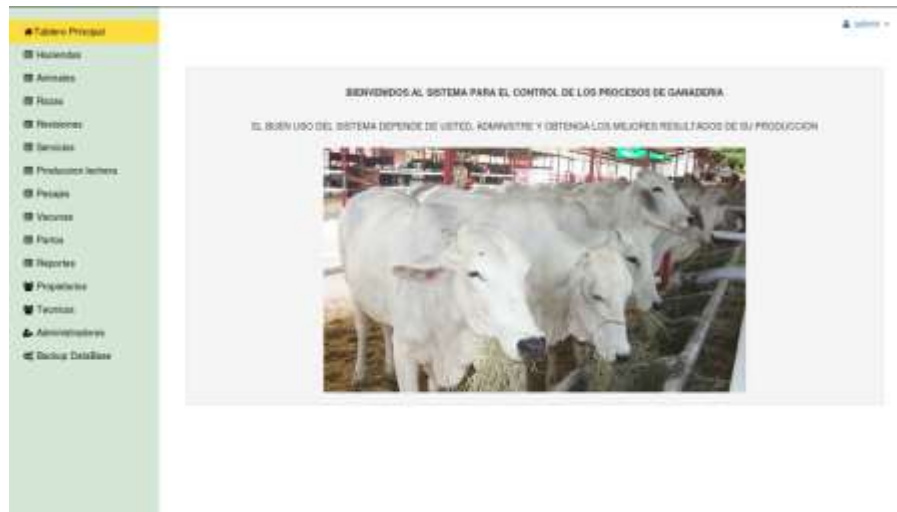 Tablero Principal
Haciendas
Animales
Razas
Revisiones
Servicios
Produccion lechera
Pesajes
Vacunas
Partos
Reportes
Propietarios
Tecnicos
Administradores
Backup DataBase
admin
BIENVENIDOS AL SISTEMA PARA EL CONTROL DE LOS PROCESOS DE GANADERIA
EL BUEN USO DEL SISTEMA DEPENDE DE USTED, ADMINISTRE Y OBTENGA LOS MEJORES RESULTADOS DE SU PRODUCCION